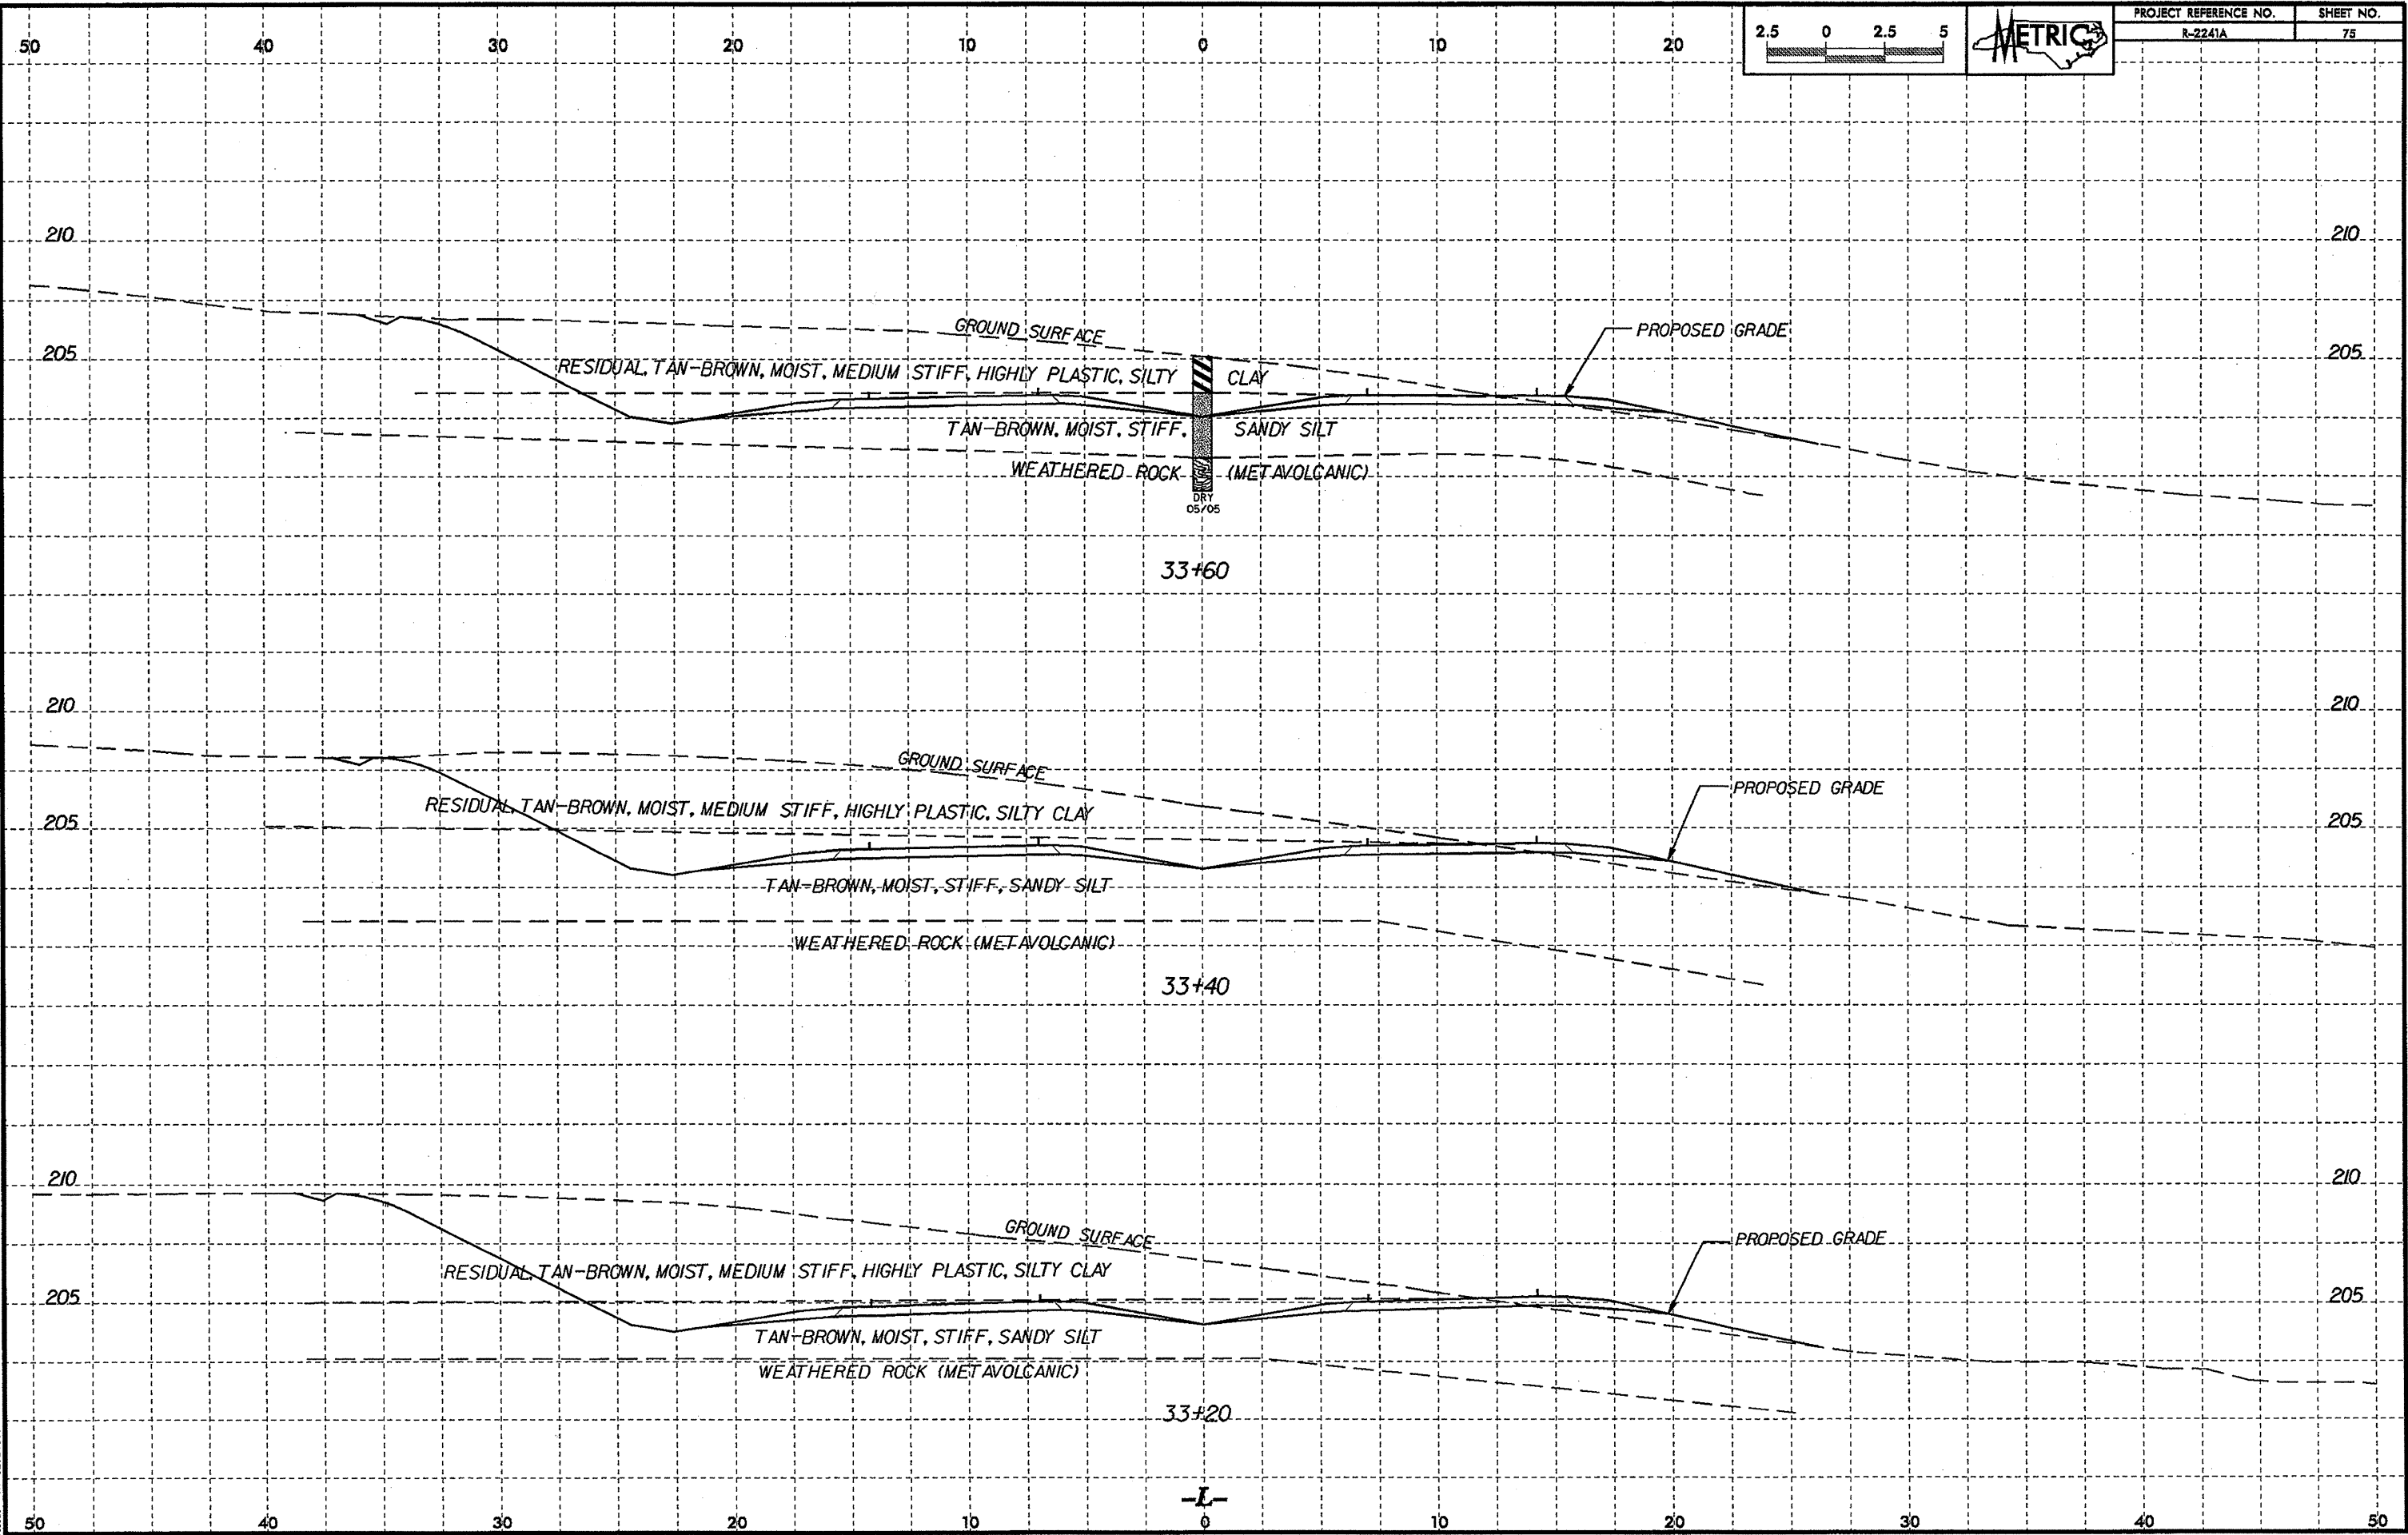 PROJECT REFERENCE NO. SHEET NO.
R-2241A 75
METRIC
2.5 0 2.5 5
50 40 30 20 10 0 10 20
210 210
GROUND SURFACE
PROPOSED GRADE
205 205
RESIDUAL, TAN-BROWN, MOIST, MEDIUM STIFF, HIGHLY PLASTIC, SILTY CLAY
TAN-BROWN, MOIST, STIFF, SANDY SILT
WEATHERED ROCK (METAVOLCANIC)
DRY
05/05
33+60
210 210
GROUND SURFACE
PROPOSED GRADE
RESIDUAL, TAN-BROWN, MOIST, MEDIUM STIFF, HIGHLY PLASTIC, SILTY CLAY
205 205
TAN-BROWN, MOIST, STIFF, SANDY SILT
WEATHERED ROCK (METAVOLCANIC)
33+40
210 210
GROUND SURFACE
PROPOSED GRADE
RESIDUAL, TAN-BROWN, MOIST, MEDIUM STIFF, HIGHLY PLASTIC, SILTY CLAY
205 205
TAN-BROWN, MOIST, STIFF, SANDY SILT
WEATHERED ROCK (METAVOLCANIC)
33+20
-L-
50 40 30 20 10 0 10 20 30 40 50